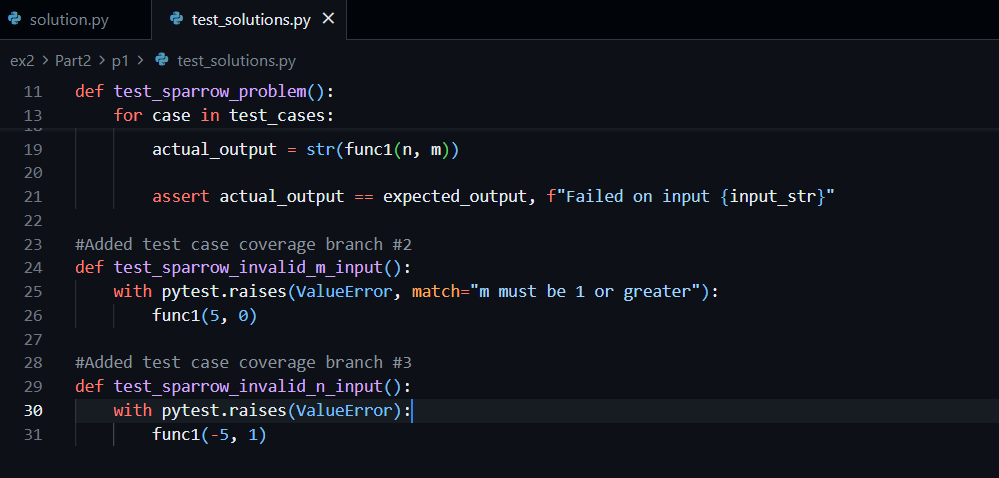 solution.py
test_solutions.py ×
ex2 > Part2 > p1 > test_solutions.py
11 def test_sparrow_problem():
13     for case in test_cases:
18
19         actual_output = str(func1(n, m))
20
21         assert actual_output == expected_output, f"Failed on input {input_str}"
22
23 #Added test case coverage branch #2
24 def test_sparrow_invalid_m_input():
25     with pytest.raises(ValueError, match="m must be 1 or greater"):
26         func1(5, 0)
27
28 #Added test case coverage branch #3
29 def test_sparrow_invalid_n_input():
30     with pytest.raises(ValueError):
31         func1(-5, 1)